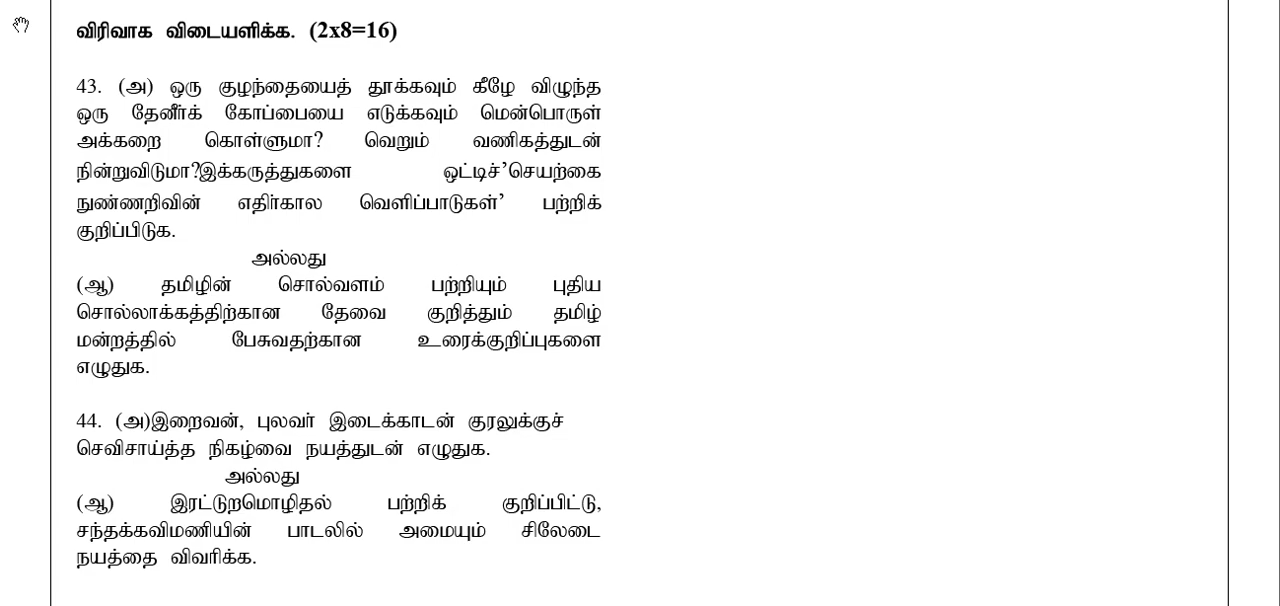 விரிவாக விடையளிக்க. (2x8=16)
43. (அ) ஒரு குழந்தையைத் தூக்கவும் கீழே விழுந்த
ஒரு தேனீர்க் கோப்பையை எடுக்கவும் மென்பொருள்
அக்கறை கொள்ளுமா? வெறும் வணிகத்துடன்
நின்றுவிடுமா?இக்கருத்துகளை ஒட்டிச்’செயற்கை
நுண்ணறிவின் எதிர்கால வெளிப்பாடுகள்’ பற்றிக்
குறிப்பிடுக.
அல்லது
(ஆ) தமிழின் சொல்வளம் பற்றியும் புதிய
சொல்லாக்கத்திற்கான தேவை குறித்தும் தமிழ்
மன்றத்தில் பேசுவதற்கான உரைக்குறிப்புகளை
எழுதுக.
44. (அ)இறைவன், புலவர் இடைக்காடன் குரலுக்குச்
செவிசாய்த்த நிகழ்வை நயத்துடன் எழுதுக.
அல்லது
(ஆ) இரட்டுறமொழிதல் பற்றிக் குறிப்பிட்டு,
சந்தக்கவிமணியின் பாடலில் அமையும் சிலேடை
நயத்தை விவரிக்க.